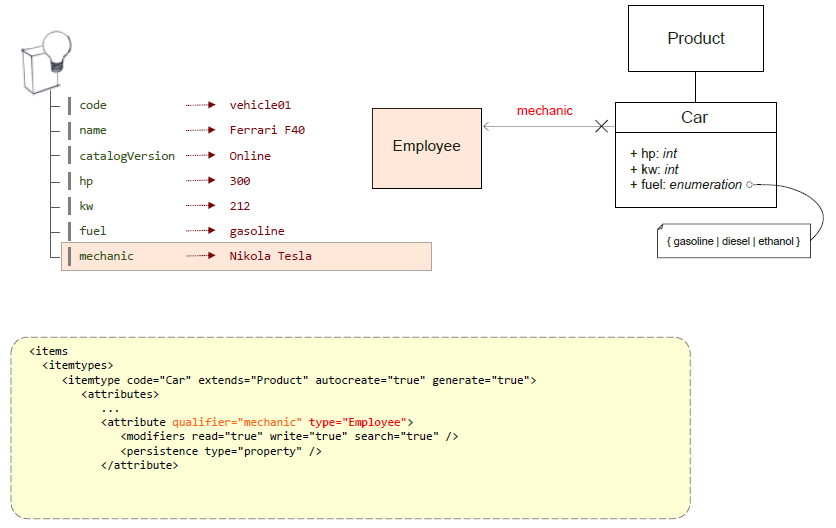 code vehicle01
name Ferrari F40
catalogVersion Online
hp 300
kw 212
fuel gasoline
mechanic Nikola Tesla
Employee
mechanic
Product
Car
+ hp: int
+ kw: int
+ fuel: enumeration
{ gasoline | diesel | ethanol }
<items
<itemtypes>
<itemtype code="Car" extends="Product" autocreate="true" generate="true">
<attributes>
...
<attribute qualifier="mechanic" type="Employee">
<modifiers read="true" write="true" search="true" />
<persistence type="property" />
</attribute>